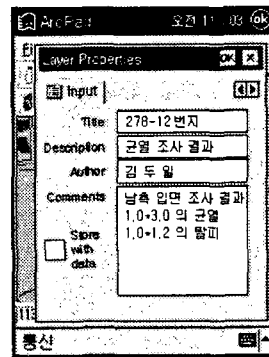 ArcPad 오전 11:03 ok
Layer Properties OK
Input
Title 278-12번지
Description 균열 조사 결과
Author 김 두 일
Comments 남측 입면 조사 결과
1.0*3.0 의 균열
1.0*1.2 의 탈피
Store
with
data
통신